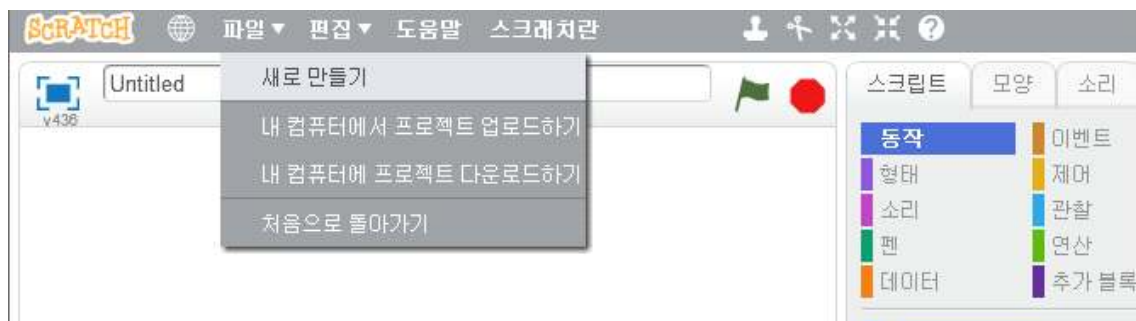 SCRATCH 파일▼ 편집▼ 도움말 스크래치란
Untitled
v436
새로 만들기
내 컴퓨터에서 프로젝트 업로드하기
내 컴퓨터에 프로젝트 다운로드하기
처음으로 돌아가기
스크립트 모양 소리
동작 이벤트
형태 제어
소리 관찰
펜 연산
데이터 추가 블록